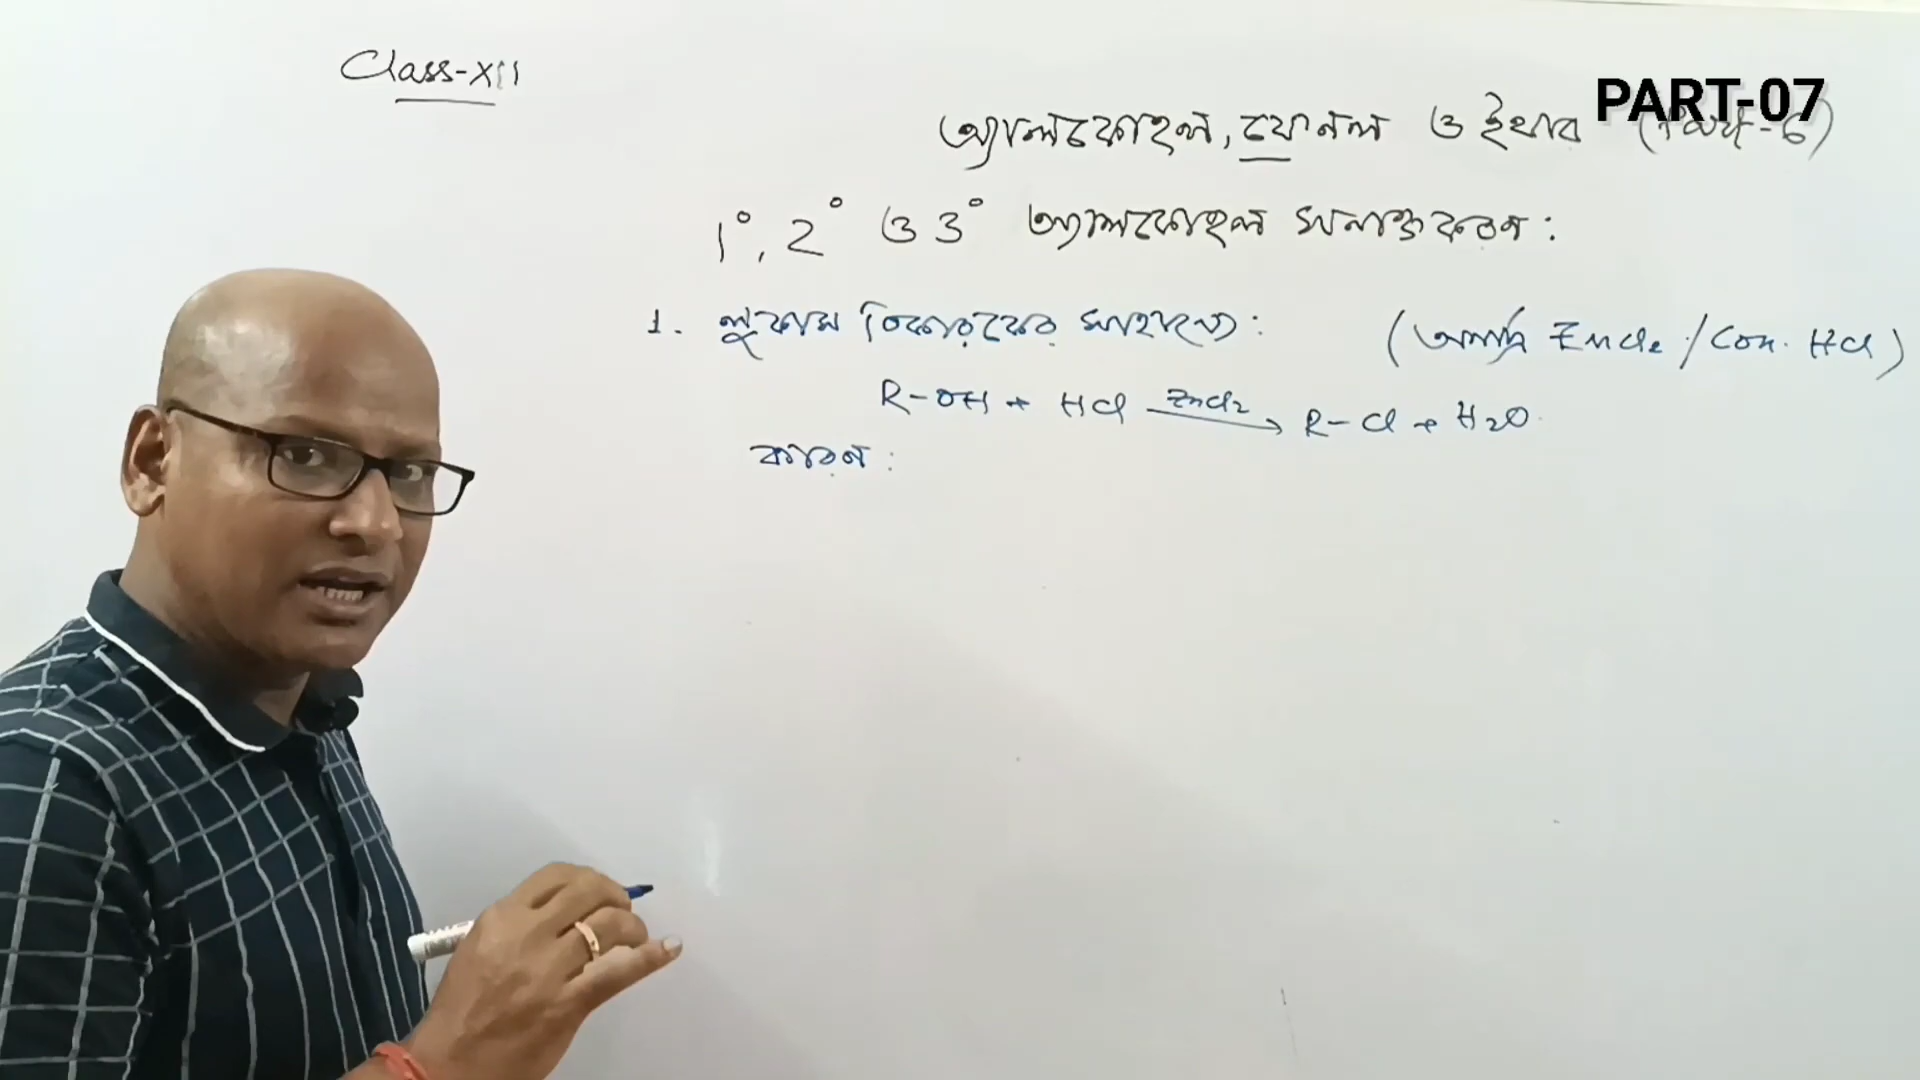 Class-XII
PART-07
অ্যালকোহল, ফেনল ও ইথার
1°, 2° ও 3° অ্যালকোহল সনাক্তকরণ :
1. লুকাস বিকারকের সাহায্যে : (অনার্দ্র ZnCl₂ / Con. HCl)
R-OH + HCl ZnCl₂ → R-Cl + H₂O
কারণ :